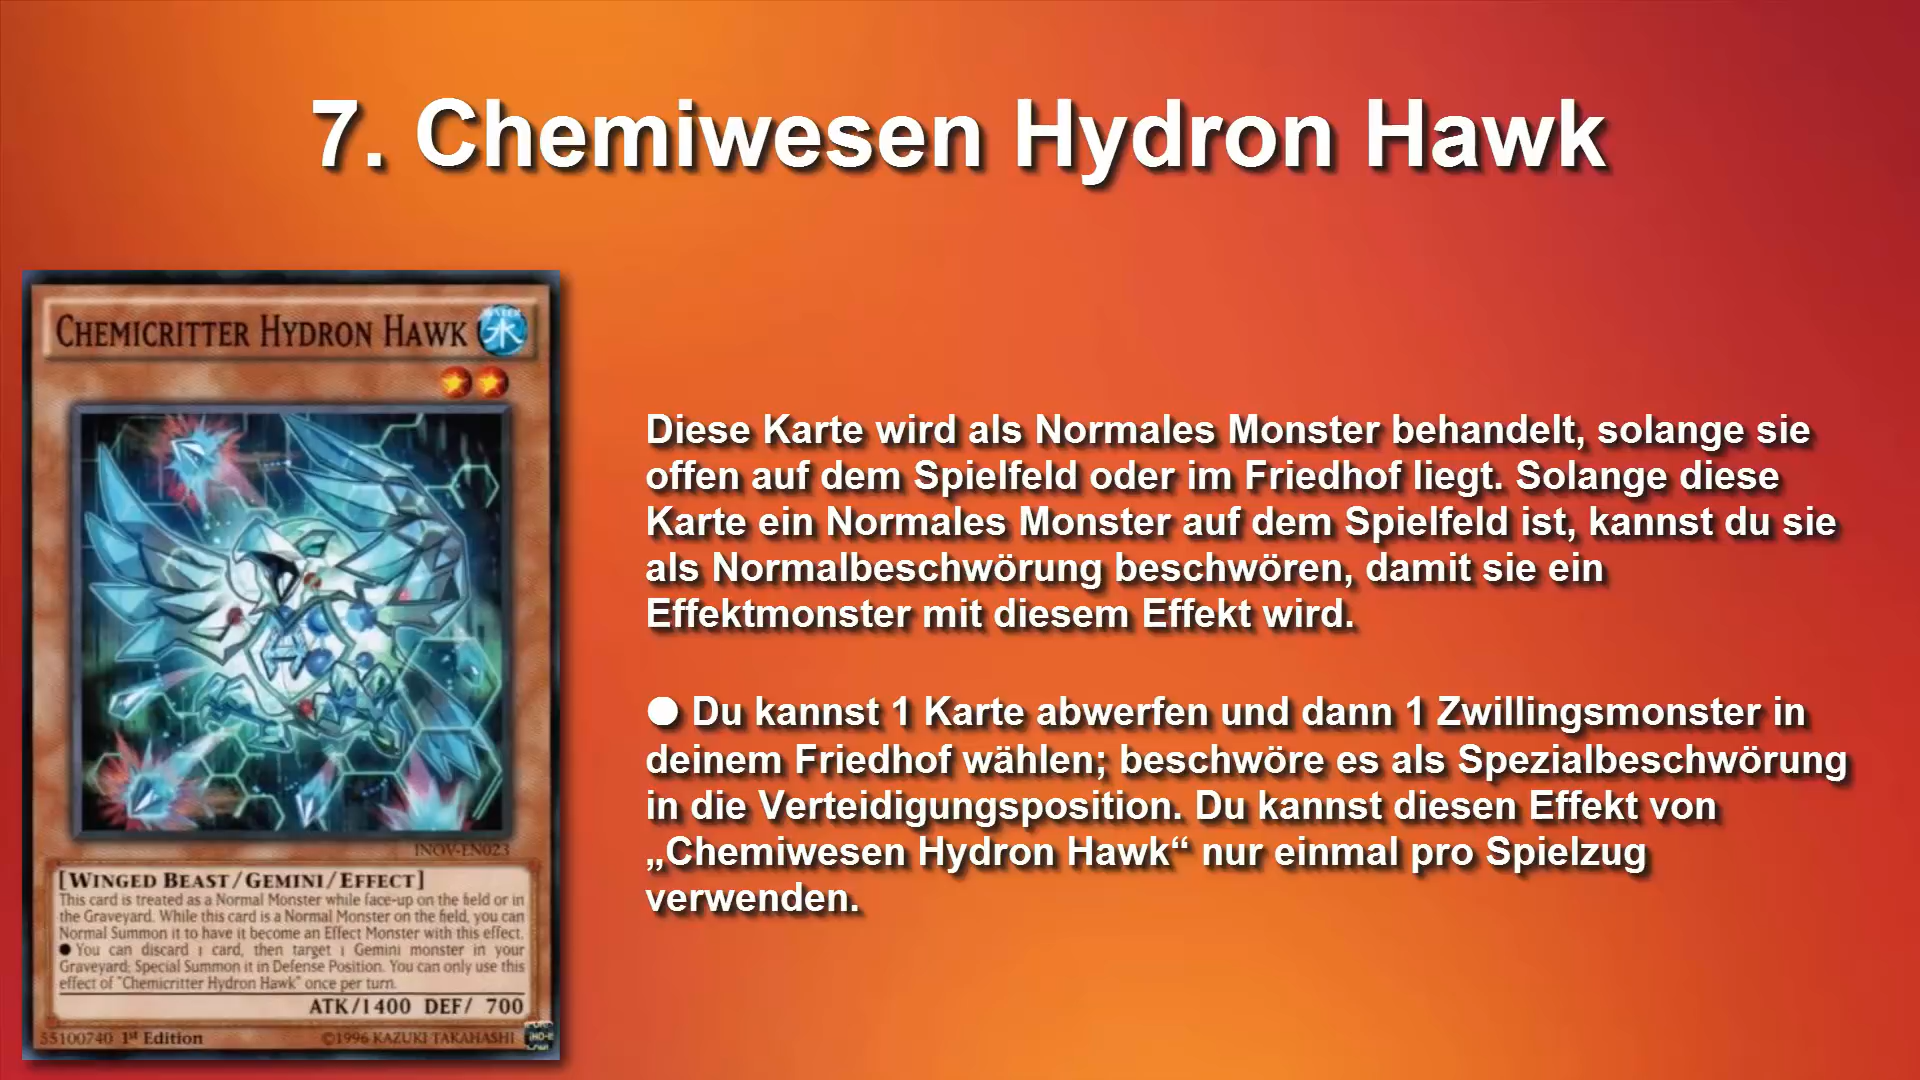 7. Chemiwesen Hydron Hawk
CHEMICRITTER HYDRON HAWK
WATER
水
INOV-EN023
[WINGED BEAST/GEMINI/EFFECT]
This card is treated as a Normal Monster while face-up on the field or in
the Graveyard. While this card is a Normal Monster on the field, you can
Normal Summon it to have it become an Effect Monster with this effect.
●You can discard 1 card, then target 1 Gemini monster in your
Graveyard; Special Summon it in Defense Position. You can only use this
effect of "Chemicritter Hydron Hawk" once per turn.
ATK/1400 DEF/ 700
55100740 1st Edition
©1996 KAZUKI TAKAHASHI
Diese Karte wird als Normales Monster behandelt, solange sie
offen auf dem Spielfeld oder im Friedhof liegt. Solange diese
Karte ein Normales Monster auf dem Spielfeld ist, kannst du sie
als Normalbeschwörung beschwören, damit sie ein
Effektmonster mit diesem Effekt wird.
● Du kannst 1 Karte abwerfen und dann 1 Zwillingsmonster in
deinem Friedhof wählen; beschwöre es als Spezialbeschwörung
in die Verteidigungsposition. Du kannst diesen Effekt von
„Chemiwesen Hydron Hawk“ nur einmal pro Spielzug
verwenden.